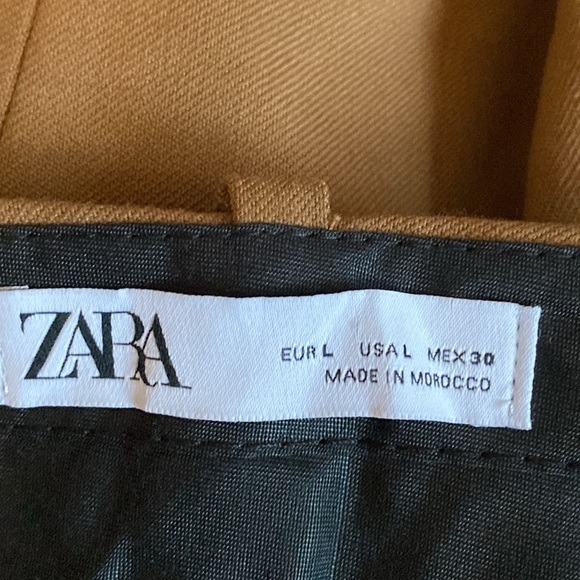 ZARA
EUR L USA L MEX 30
MADE IN MOROCCO